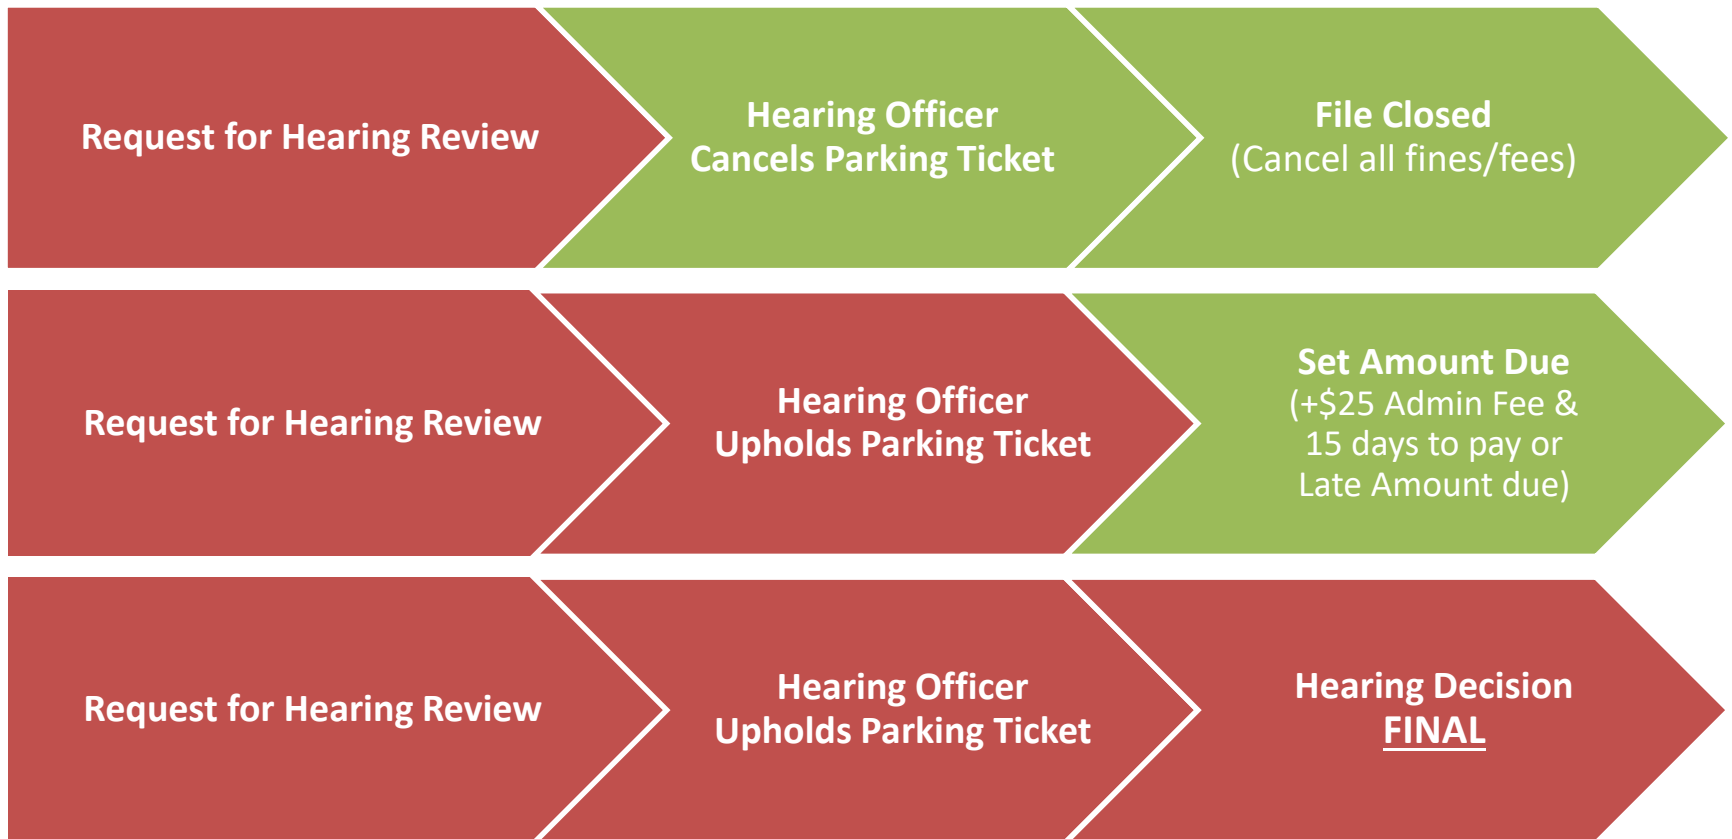 Request for Hearing Review
Hearing Officer
Cancels Parking Ticket
File Closed
(Cancel all fines/fees)
Request for Hearing Review
Hearing Officer
Upholds Parking Ticket
Set Amount Due
(+$25 Admin Fee &
15 days to pay or
Late Amount due)
Request for Hearing Review
Hearing Officer
Upholds Parking Ticket
Hearing Decision
FINAL